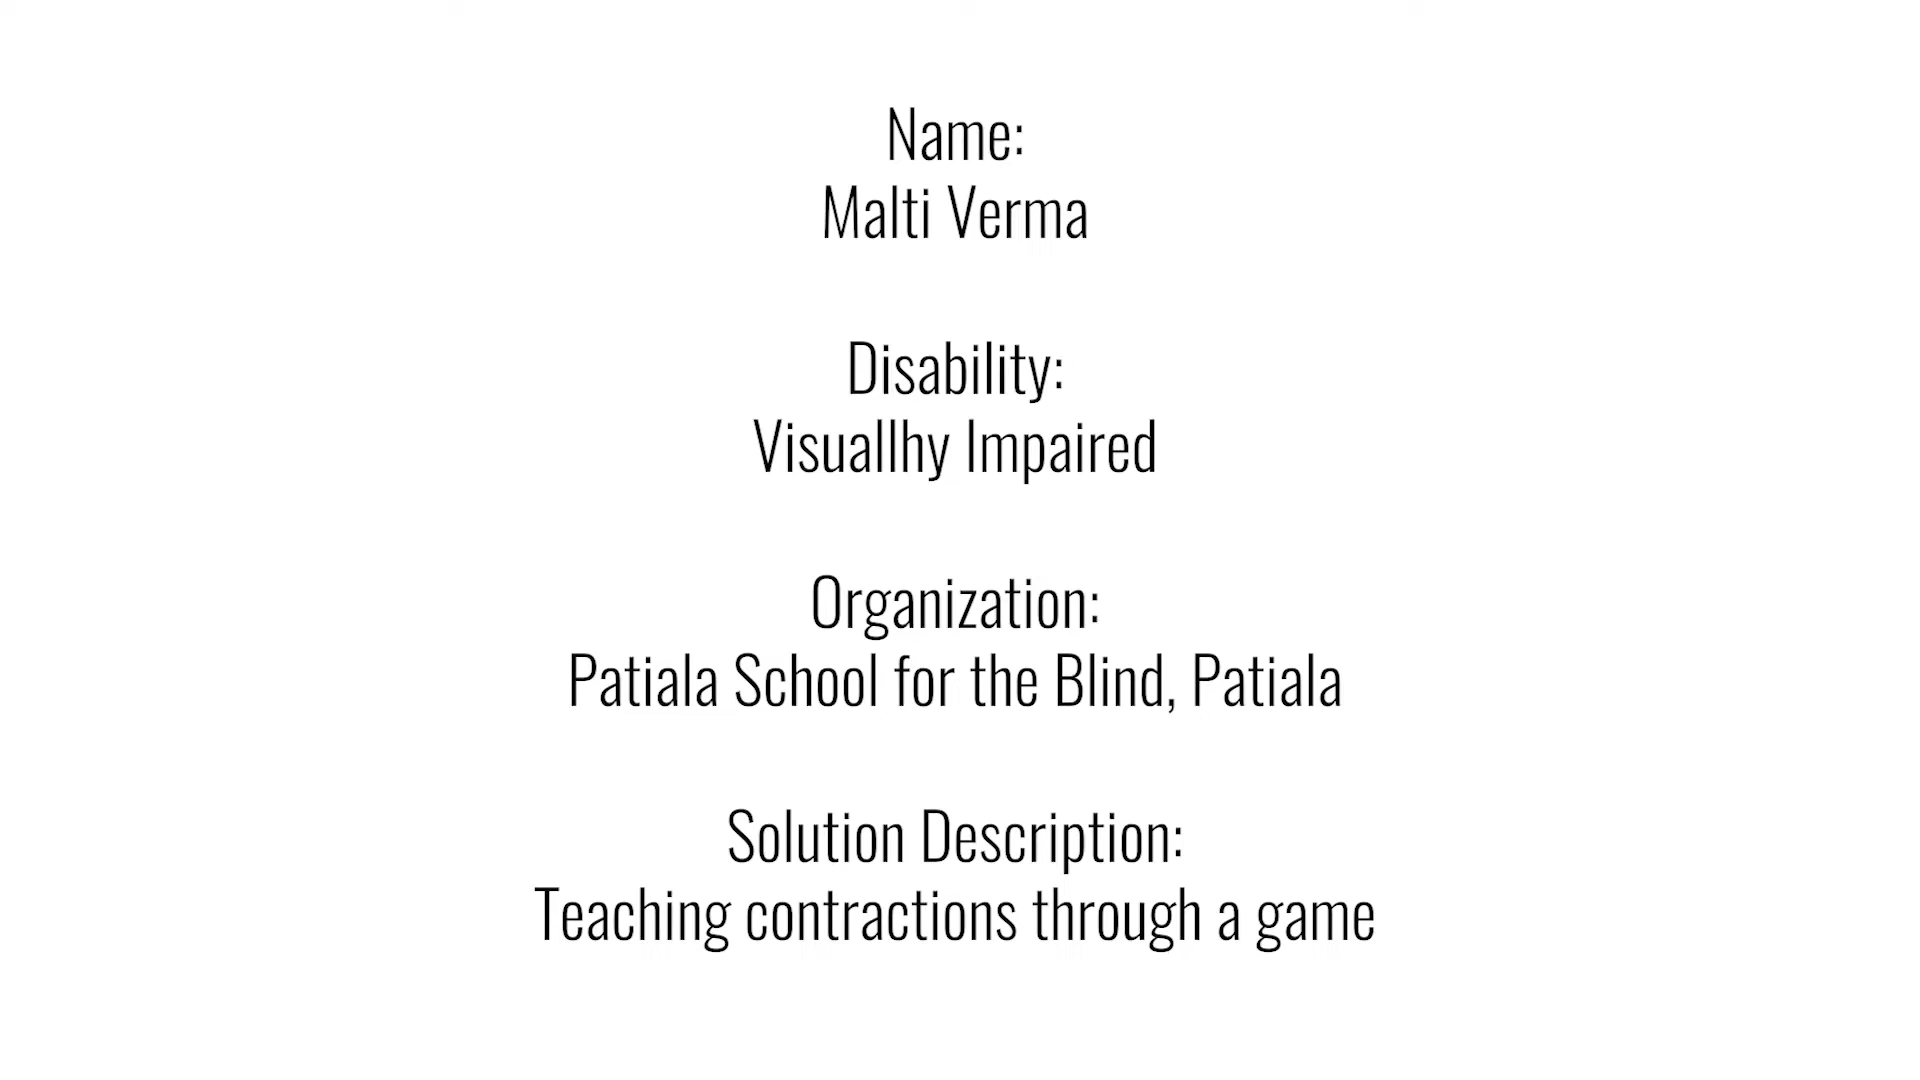 Name:
Malti Verma
Disability:
Visuallhy Impaired
Organization:
Patiala School for the Blind, Patiala
Solution Description:
Teaching contractions through a game